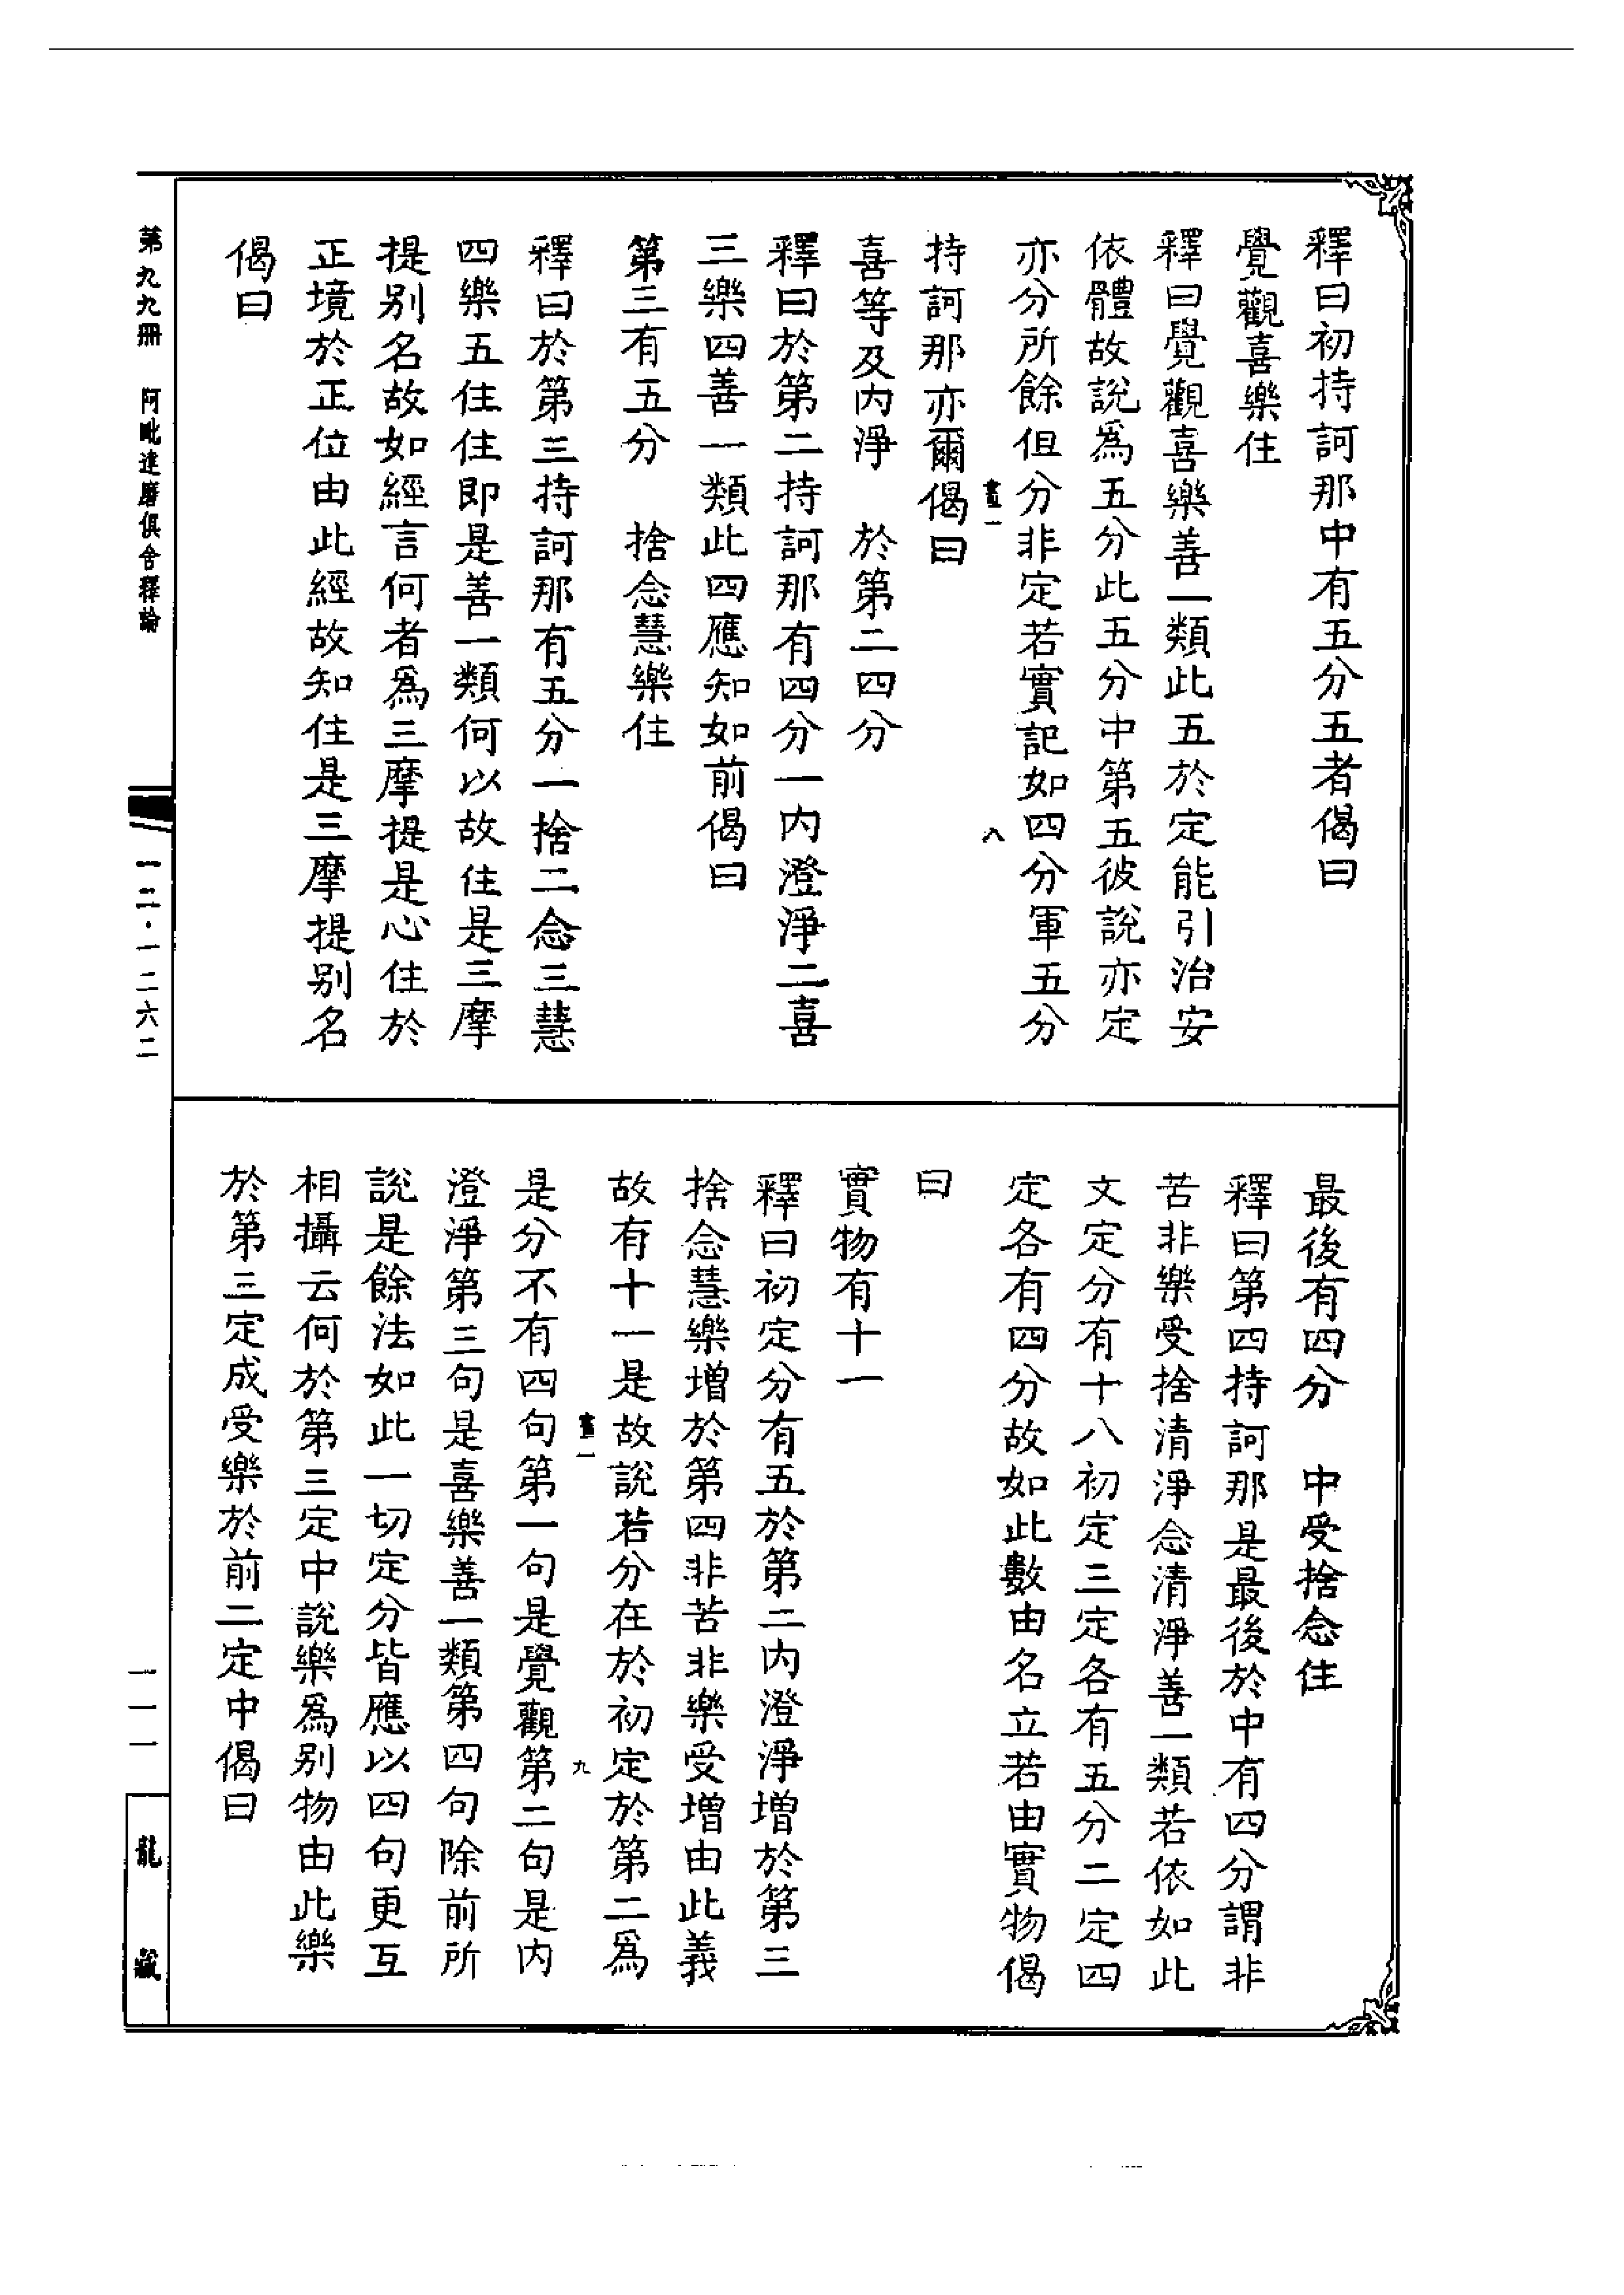 釋曰初持訶那中有五分五者偈曰
覺觀喜樂住
釋曰覺觀喜樂善一類此五於定能引治安
依體故說為五分此五分中第五彼說亦定
亦分所餘但分非定若實記如四分軍五分
畫一
八
持訶那亦爾偈曰
喜等及內淨　於第二四分
釋曰於第二持訶那有四分一內澄淨二喜
三樂四善一類此四應知如前偈曰
第三有五分　捨念慧樂住
釋曰於第三持訶那有五分一捨二念三慧
四樂五住住即是善一類何以故住是三摩
提別名故如經言何者為三摩提是心住於
正境於正位由此經故知住是三摩提別名
偈曰
最後有四分　中受捨念住
釋曰第四持訶那是最後於中有四分謂非
苦非樂受捨清淨念清淨善一類若依如此
文定分有十八初定三定各有五分二定四
定各有四分故如此數由名立若由實物偈
曰
實物有十一
釋曰初定分有五於第二內澄淨增於第三
捨念慧樂增於第四非苦非樂受增由此義
故有十一是故說若分在於初定於第二為
畫一
九
是分不有四句第一句是覺觀第二句是內
澄淨第三句是喜樂善一類第四句除前所
說是餘法如此一切定分皆應以四句更互
相攝云何於第三定中說樂為別物由此樂
於第三定成受樂於前二定中偈曰
第九九冊　阿毗達磨俱舍釋論
一二·一二六二
一一一
龍藏